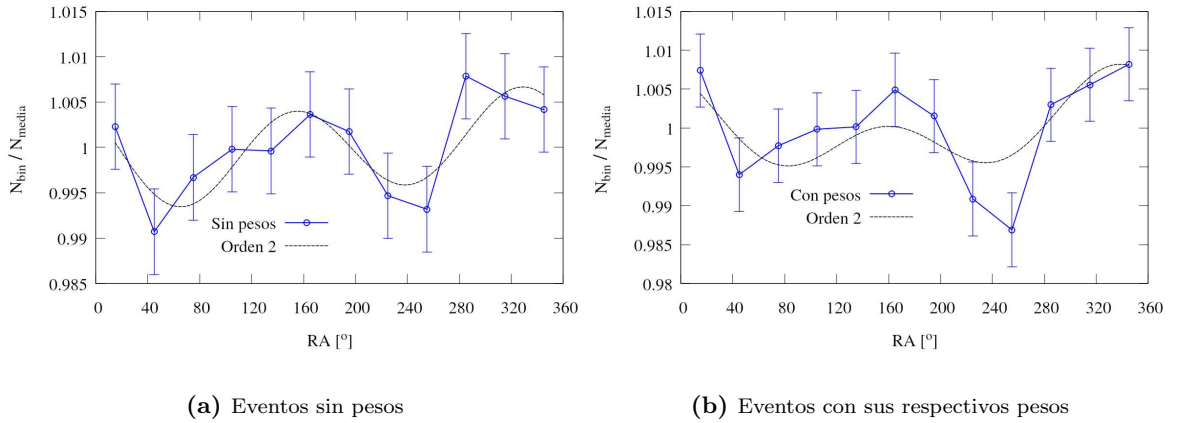 1.015
1.01
1.005
1
0.995
0.99
0.985
N_bin / N_media
Sin pesos
Orden 2
0 40 80 120 160 200 240 280 320 360
RA [º]
(a) Eventos sin pesos
1.015
1.01
1.005
1
0.995
0.99
0.985
0.98
N_bin / N_media
Con pesos
Orden 2
0 40 80 120 160 200 240 280 320 360
RA [º]
(b) Eventos con sus respectivos pesos